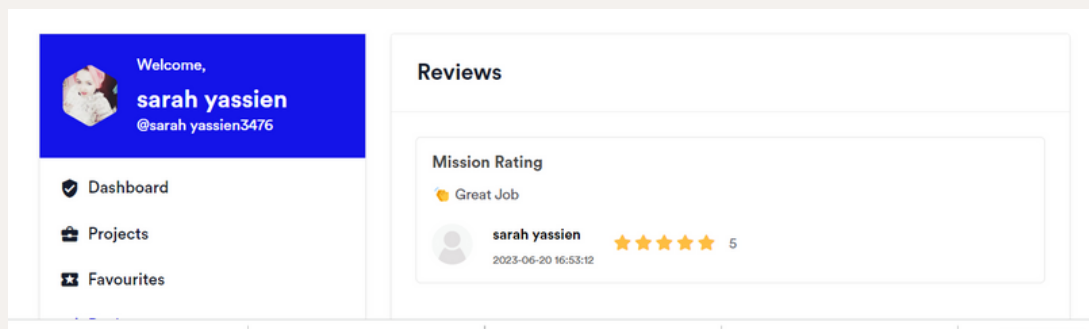 Welcome,
sarah yassien
@sarah yassien3476
Dashboard
Projects
Favourites
Reviews
Mission Rating
👏 Great Job
sarah yassien
2023-06-20 16:53:12
5